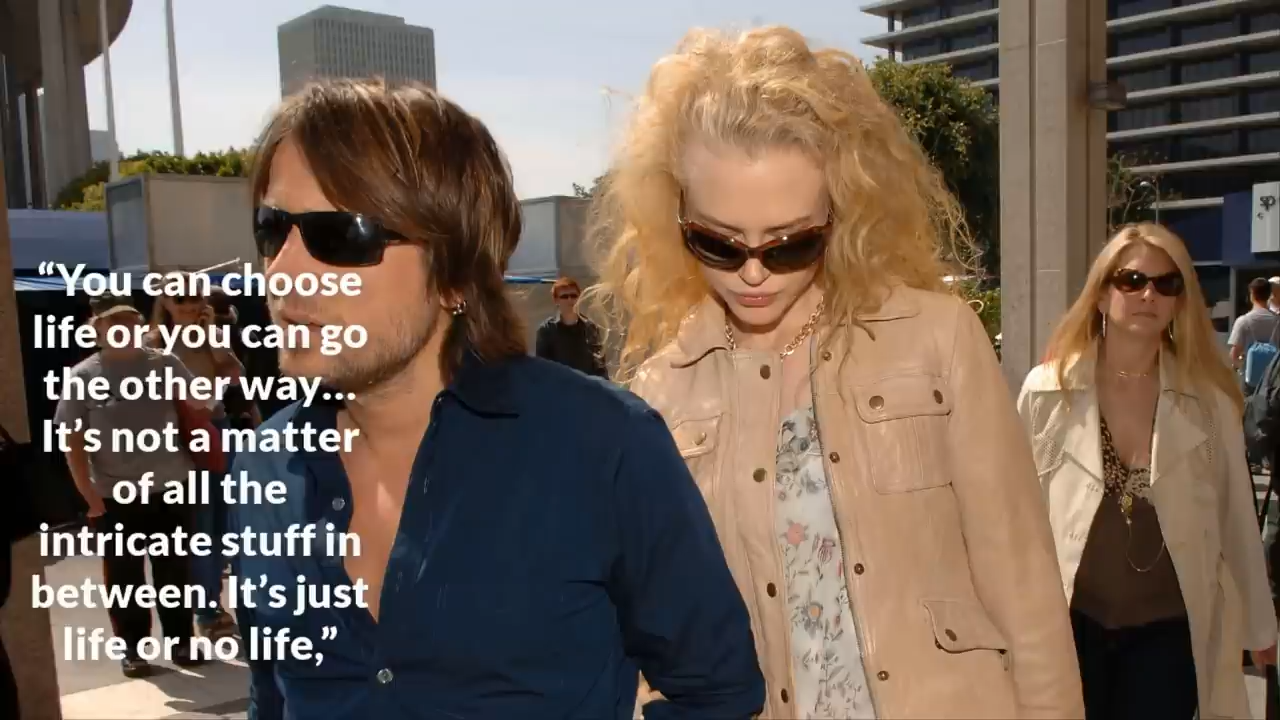 “You can choose
life or you can go
the other way...
It’s not a matter
of all the
intricate stuff in
between. It’s just
life or no life,”
sp